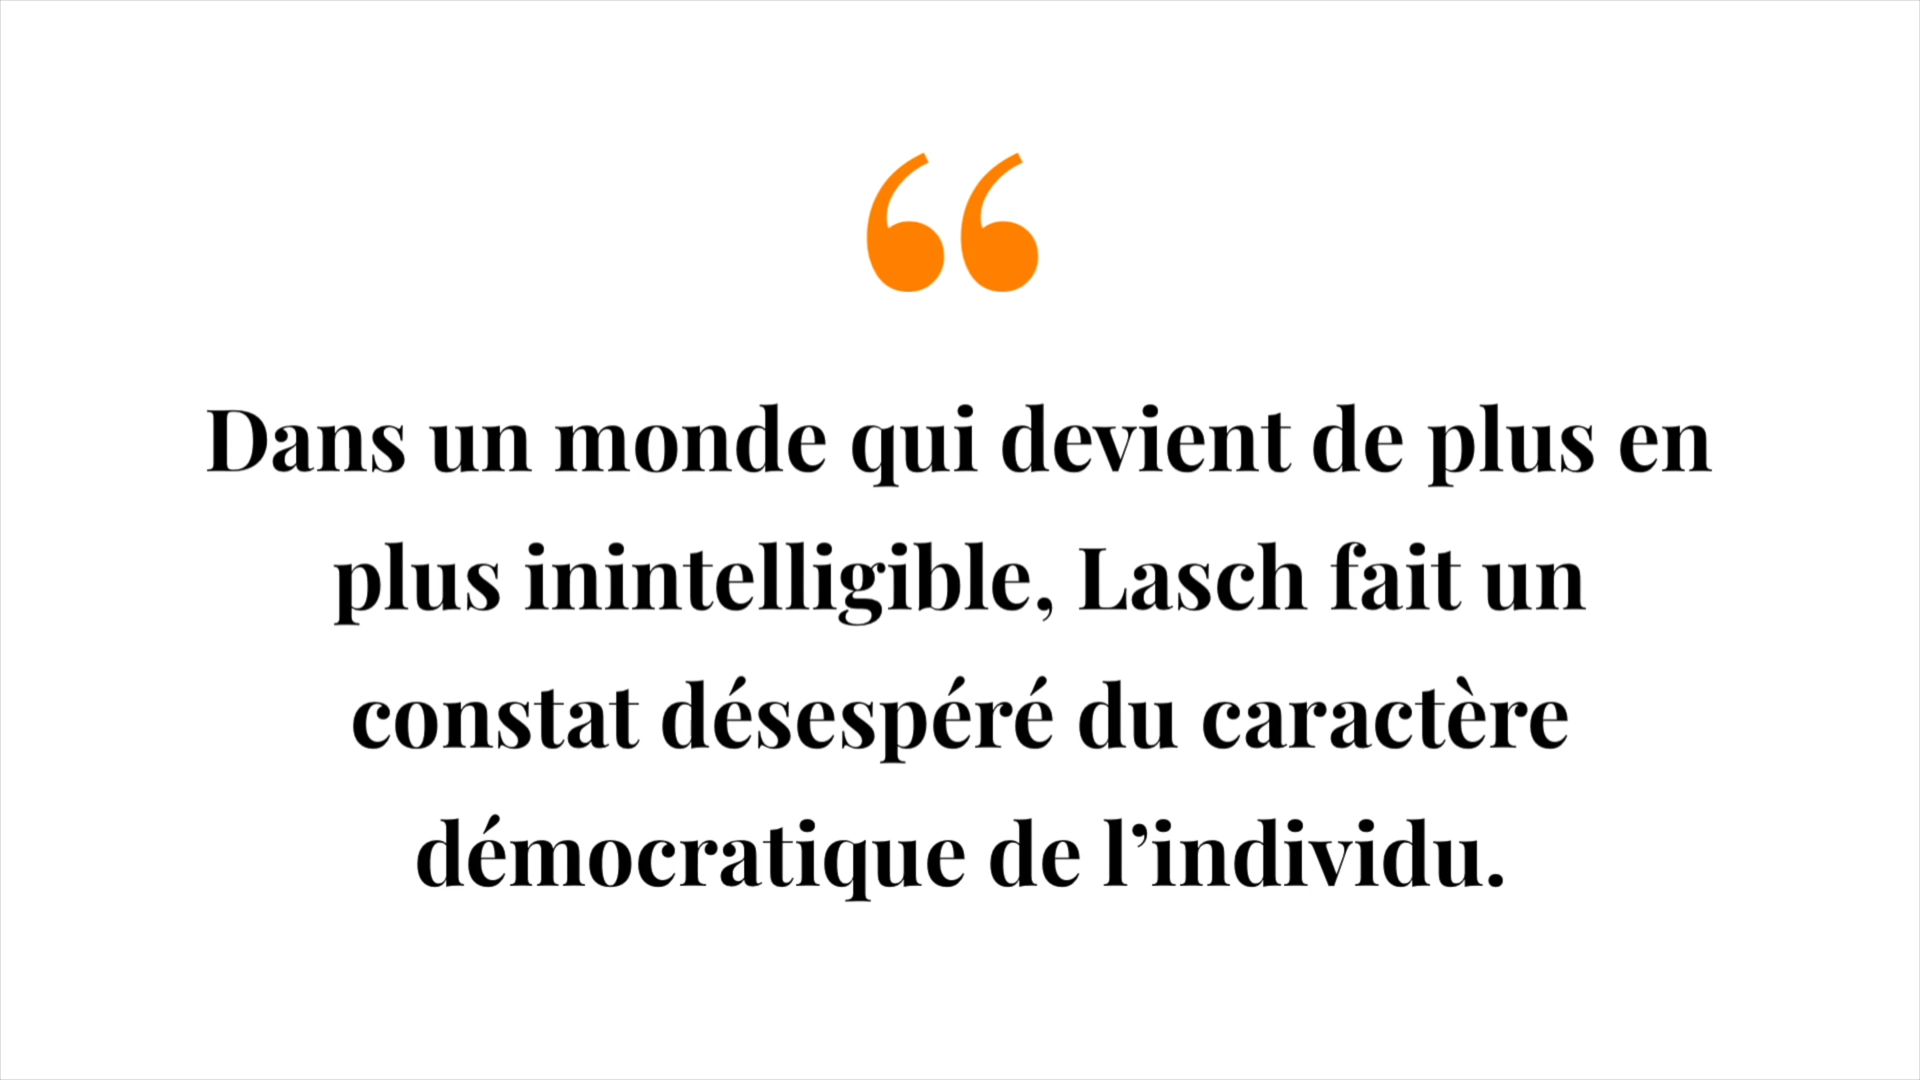 “
Dans un monde qui devient de plus en
plus inintelligible, Lasch fait un
constat désespéré du caractère
démocratique de l’individu.